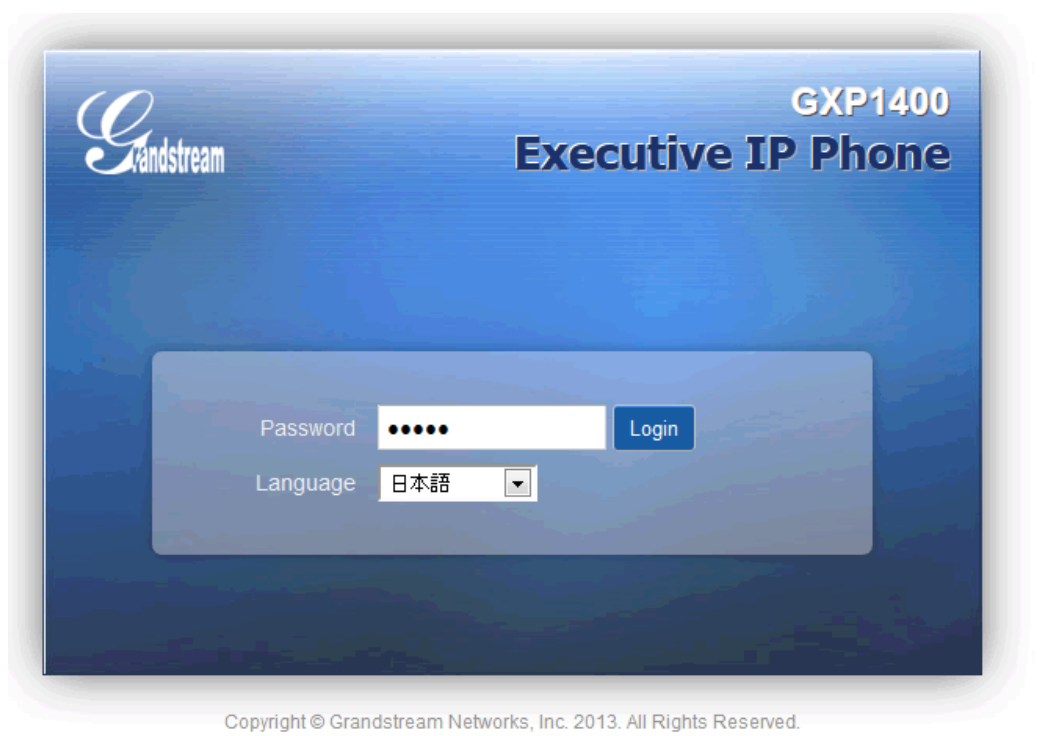 Grandstream
GXP1400
Executive IP Phone
Password ●●●●● Login
Language 日本語
Copyright © Grandstream Networks, Inc. 2013. All Rights Reserved.